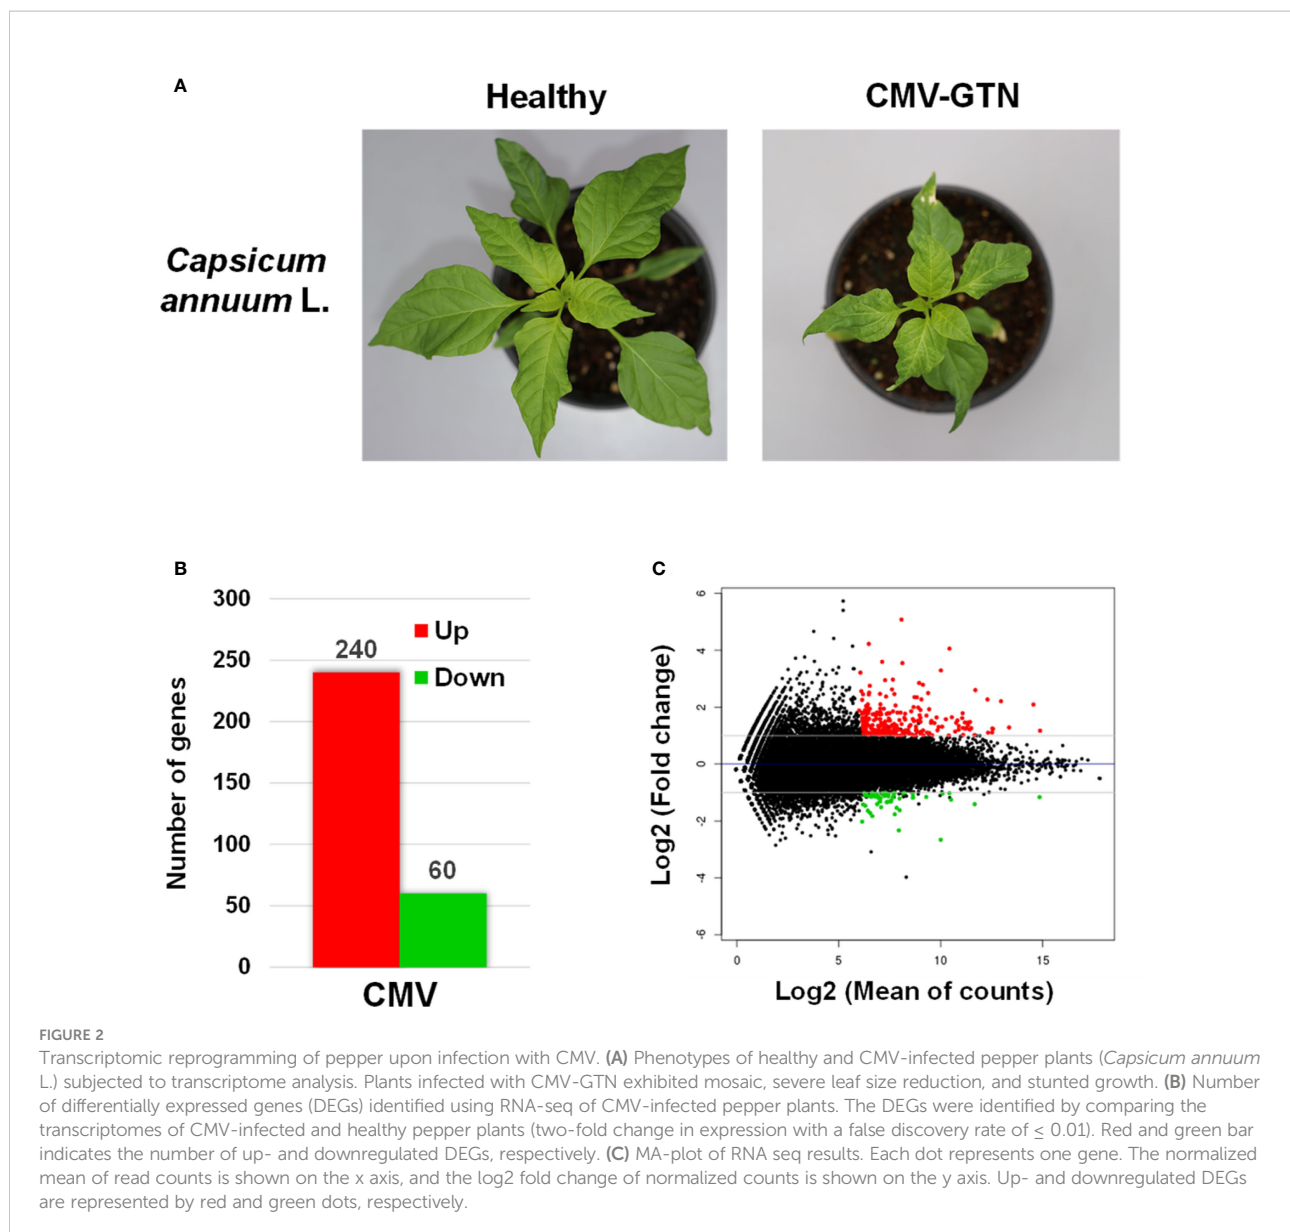 A
Healthy
CMV-GTN
Capsicum
annuum L.
B
300
250
200
150
100
50
0
Number of genes
240
60
Up
Down
CMV
C
6
4
2
0
-2
-4
-6
Log2 (Fold change)
0 5 10 15
Log2 (Mean of counts)
FIGURE 2
Transcriptomic reprogramming of pepper upon infection with CMV. (A) Phenotypes of healthy and CMV-infected pepper plants (Capsicum annuum
L.) subjected to transcriptome analysis. Plants infected with CMV-GTN exhibited mosaic, severe leaf size reduction, and stunted growth. (B) Number
of differentially expressed genes (DEGs) identified using RNA-seq of CMV-infected pepper plants. The DEGs were identified by comparing the
transcriptomes of CMV-infected and healthy pepper plants (two-fold change in expression with a false discovery rate of ≤ 0.01). Red and green bar
indicates the number of up- and downregulated DEGs, respectively. (C) MA-plot of RNA seq results. Each dot represents one gene. The normalized
mean of read counts is shown on the x axis, and the log2 fold change of normalized counts is shown on the y axis. Up- and downregulated DEGs
are represented by red and green dots, respectively.